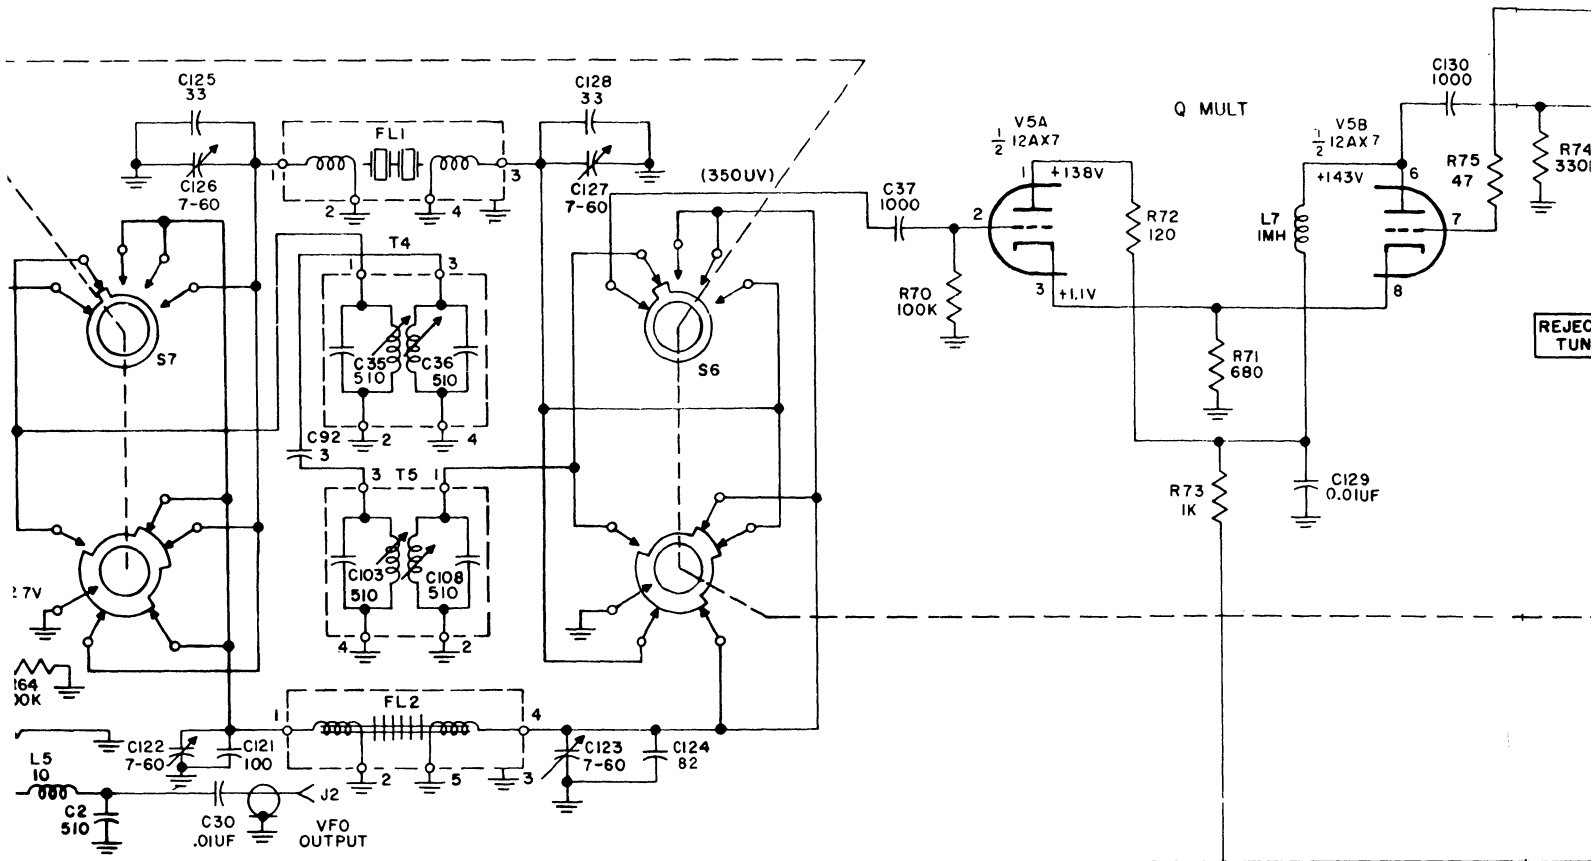 C125
33
C126
7-60
FL1
1
2
4
3
C128
33
C127
7-60
(350UV)
C37
1000
2
V5A
1/2 12AX7
1
+138V
3
+1.1V
R70
100K
R72
120
Q MULT
V5B
1/2 12AX7
+143V
6
7
8
L7
1MH
C130
1000
R75
47
R74
R71
680
TUN
R73
1K
C129
0.01UF
S7
T4
1
3
C35
510
C36
510
2
4
C92
3
S6
3
T5
1
C103
510
C108
510
4
2
7V
FL2
1
4
2
5
3
C122
7-60
C121
100
C123
7-60
C124
82
L5
10
C2
510
C30
.01UF
J2
VFO
OUTPUT